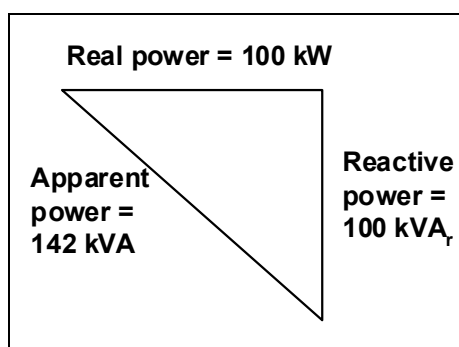 Real power = 100 kW
Apparent
power =
142 kVA
Reactive
power =
100 kVAr